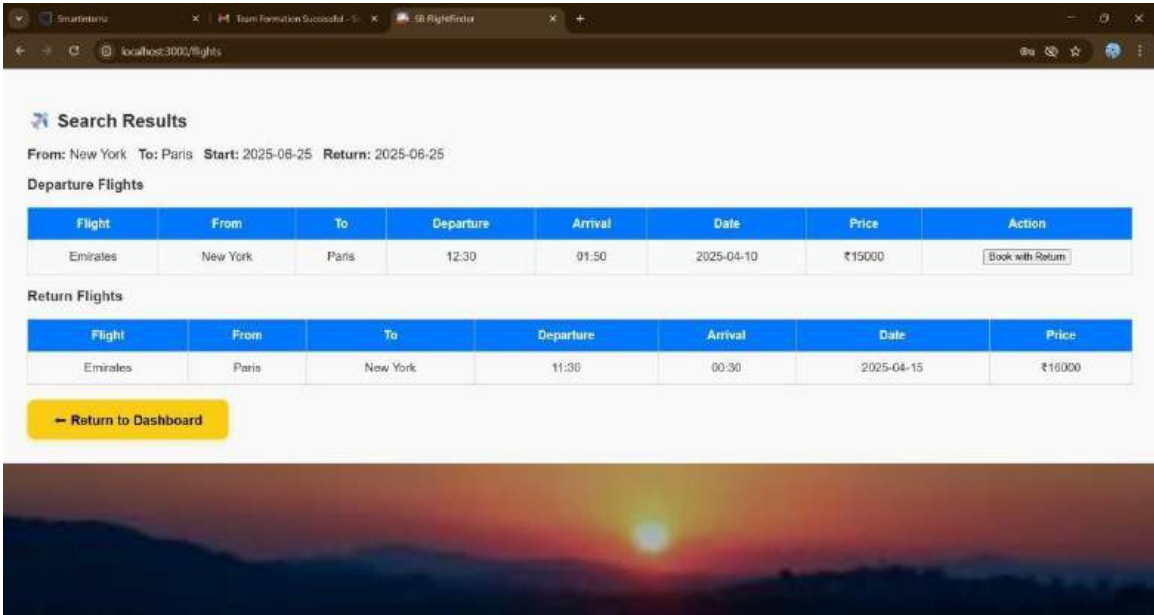 Smartinternz
Team Formation Successful - S
SB FlightFinder
localhost:3000/flights
Search Results
From: New York To: Paris Start: 2025-06-25 Return: 2025-06-25
Departure Flights
Flight From To Departure Arrival Date Price Action
Emirates New York Paris 12:30 01:50 2025-04-10 ₹15000 Book with Return
Return Flights
Flight From To Departure Arrival Date Price
Emirates Paris New York 11:30 00:30 2025-04-15 ₹16000
← Return to Dashboard